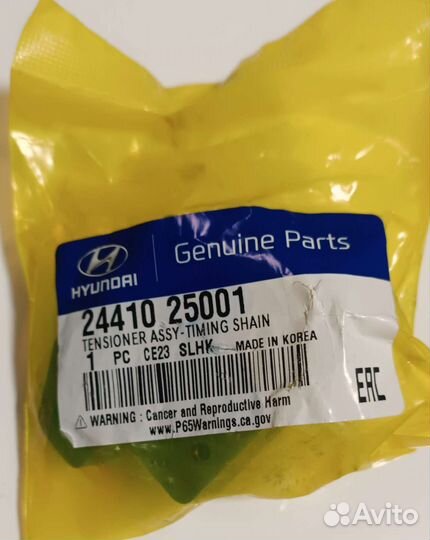 HYUNDAI
Genuine Parts
24410 25001
TENSIONER ASSY-TIMING SHAIN
1 PC CE23 SLHK MADE IN KOREA
EAC
WARNING : Cancer and Reproductive Harm
www.P65Warnings.ca.gov
Avito